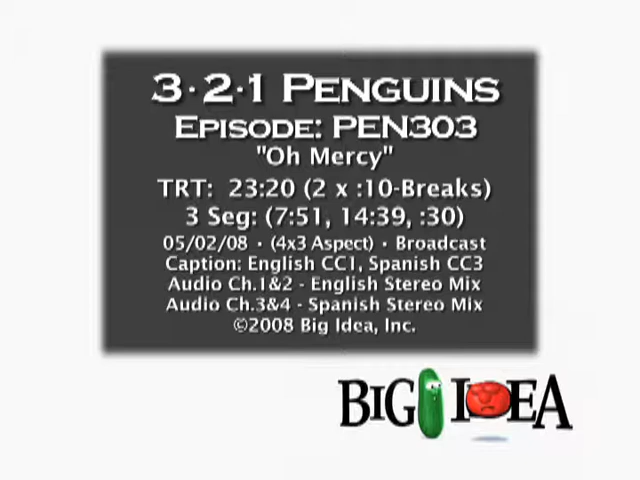 3·2·1 PENGUINS
EPISODE: PEN303
"Oh Mercy"
TRT: 23:20 (2 x :10-Breaks)
3 Seg: (7:51, 14:39, :30)
05/02/08 • (4x3 Aspect) • Broadcast
Caption: English CC1, Spanish CC3
Audio Ch.1&2 - English Stereo Mix
Audio Ch.3&4 - Spanish Stereo Mix
©2008 Big Idea, Inc.
BIG IDEA